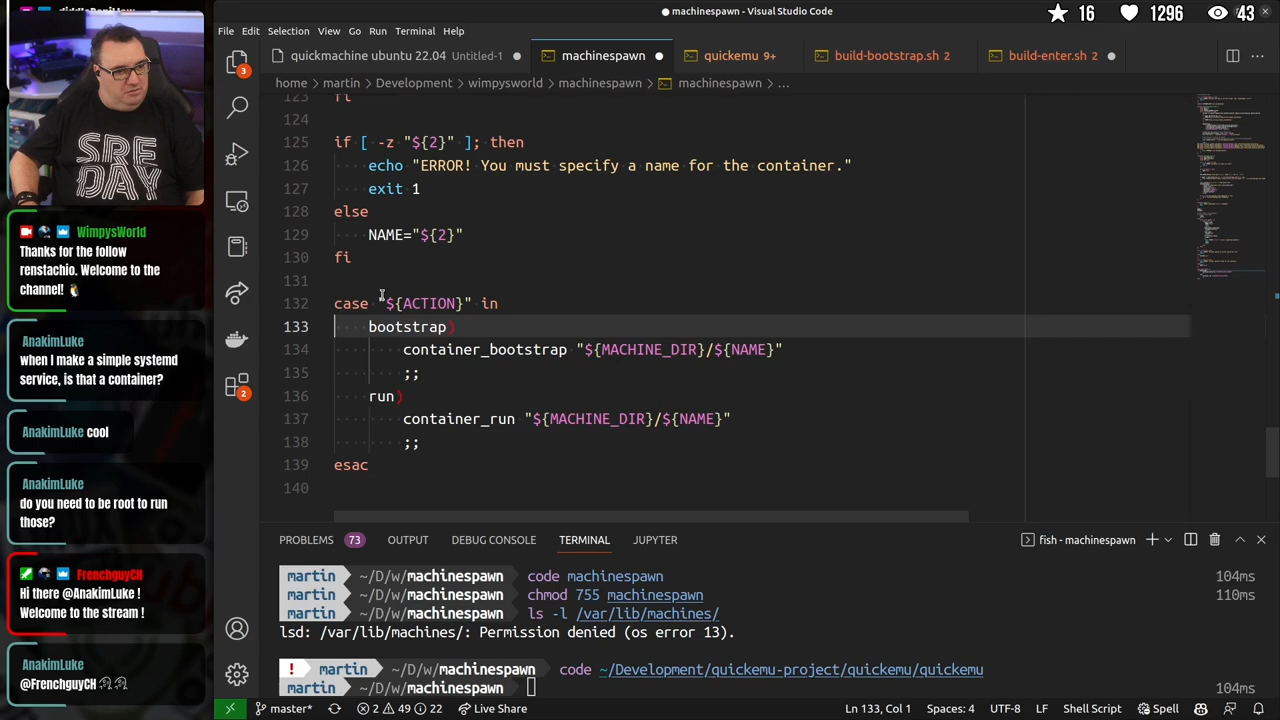 machinespawn - Visual Studio Code
16
1296
43
File Edit Selection View Go Run Terminal Help
quickmachine ubuntu 22.04 Untitled-1
machinespawn
quickemu 9+
build-bootstrap.sh 2
build-enter.sh 2
home > martin > Development > wimpysworld > machinespawn > machinespawn > ...
123 fi
124
125 if [ -z "${2}" ]; then
126 echo "ERROR! You must specify a name for the container."
127 exit 1
128 else
129 NAME="${2}"
130 fi
131
132 case "${ACTION}" in
133 bootstrap)
134 container_bootstrap "${MACHINE_DIR}/${NAME}"
135 ;;
136 run)
137 container_run "${MACHINE_DIR}/${NAME}"
138 ;;
139 esac
140
3
2
SRE
DAY
WimpysWorld
Thanks for the follow
renstachio. Welcome to the
channel! 🐧
AnakimLuke
when I make a simple systemd
service, is that a container?
AnakimLuke cool
AnakimLuke
do you need to be root to run
those?
FrenchguyCH
Hi there @AnakimLuke !
Welcome to the stream !
AnakimLuke
@FrenchguyCH
PROBLEMS 73 OUTPUT DEBUG CONSOLE TERMINAL JUPYTER
fish - machinespawn
martin ~/D/w/machinespawn code machinespawn 104ms
martin ~/D/w/machinespawn chmod 755 machinespawn 110ms
martin ~/D/w/machinespawn ls -l /var/lib/machines/
lsd: /var/lib/machines/: Permission denied (os error 13).
! martin ~/D/w/machinespawn code ~/Development/quickemu-project/quickemu/quickemu
martin ~/D/w/machinespawn 104ms
master* 2 49 22 Live Share
Ln 133, Col 1 Spaces: 4 UTF-8 LF Shell Script Spell